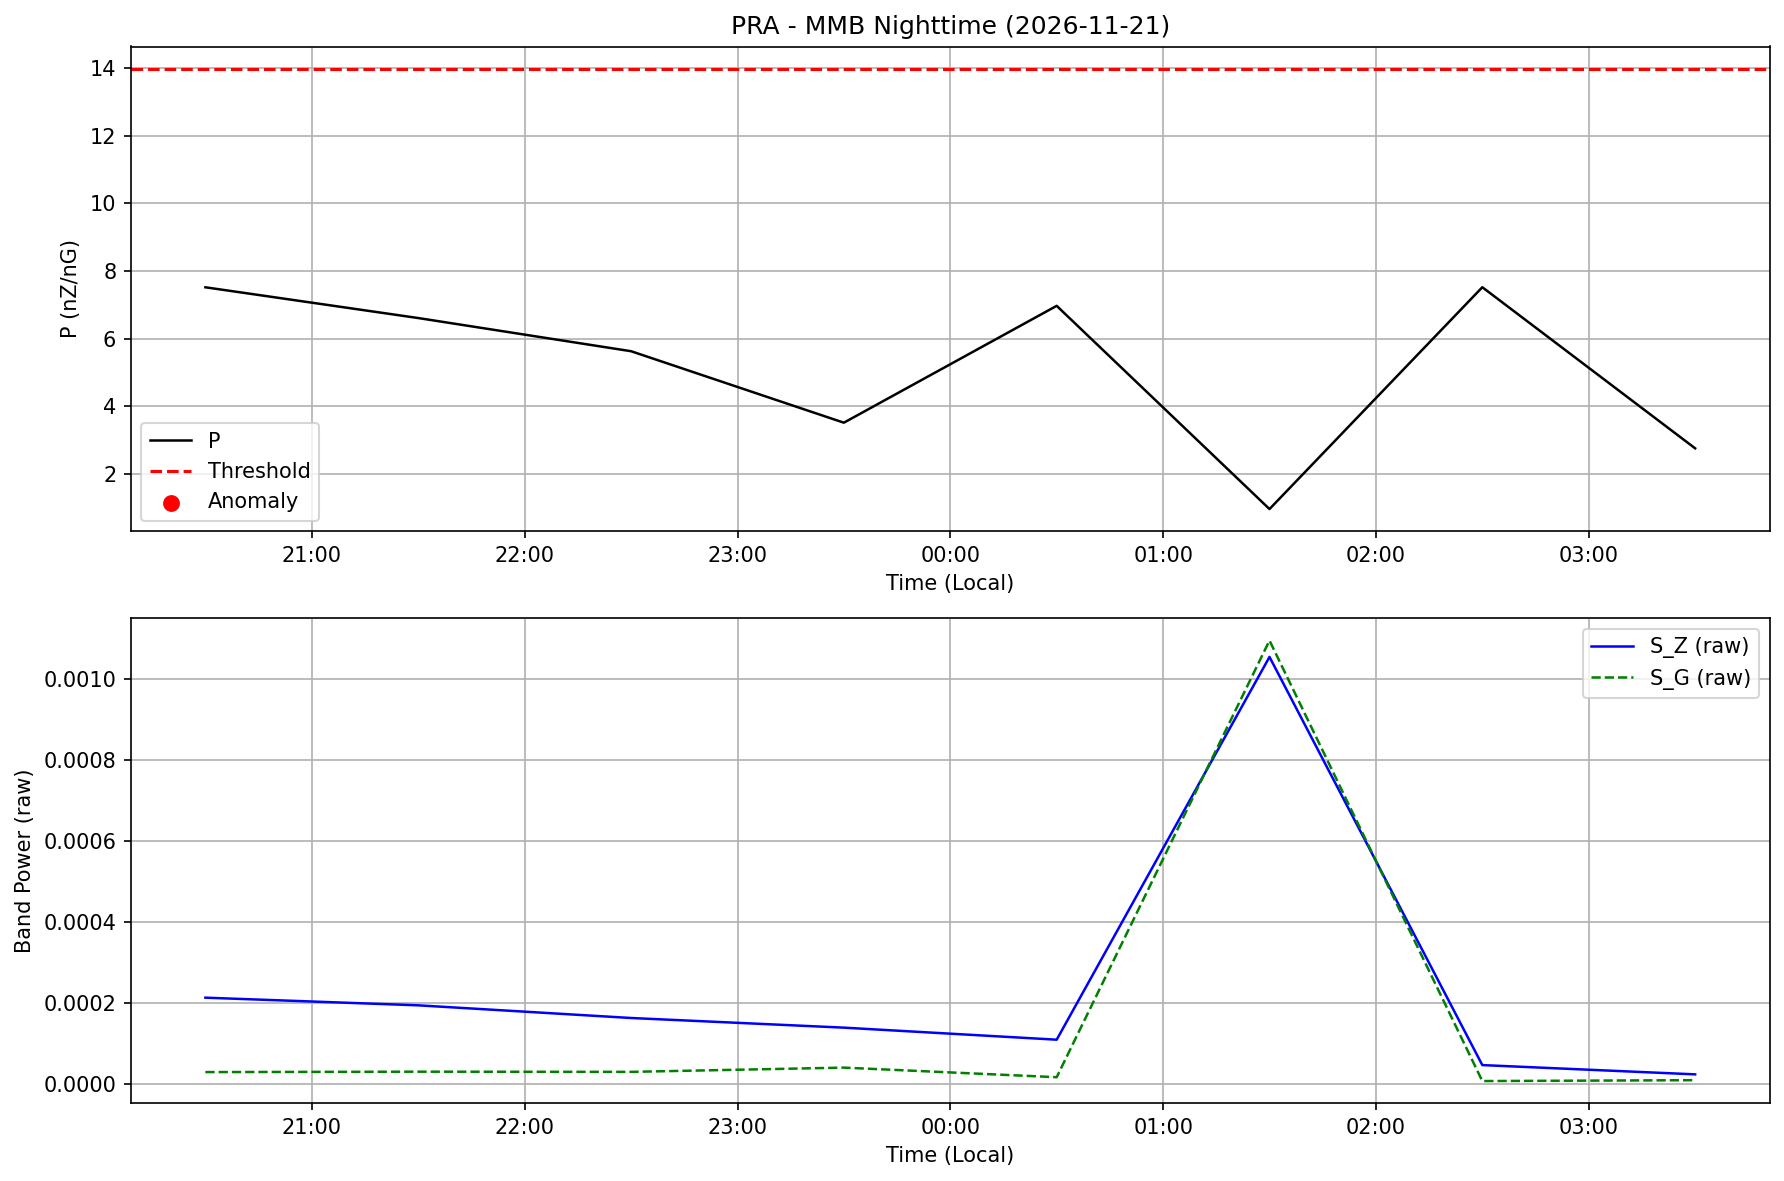 PRA - MMB Nighttime (2026-11-21)
14
12
10
8
6
4
2
P (nZ/nG)
P
Threshold
Anomaly
21:00 22:00 23:00 00:00 01:00 02:00 03:00
Time (Local)
0.0010
0.0008
0.0006
0.0004
0.0002
0.0000
Band Power (raw)
S_Z (raw)
S_G (raw)
21:00 22:00 23:00 00:00 01:00 02:00 03:00
Time (Local)